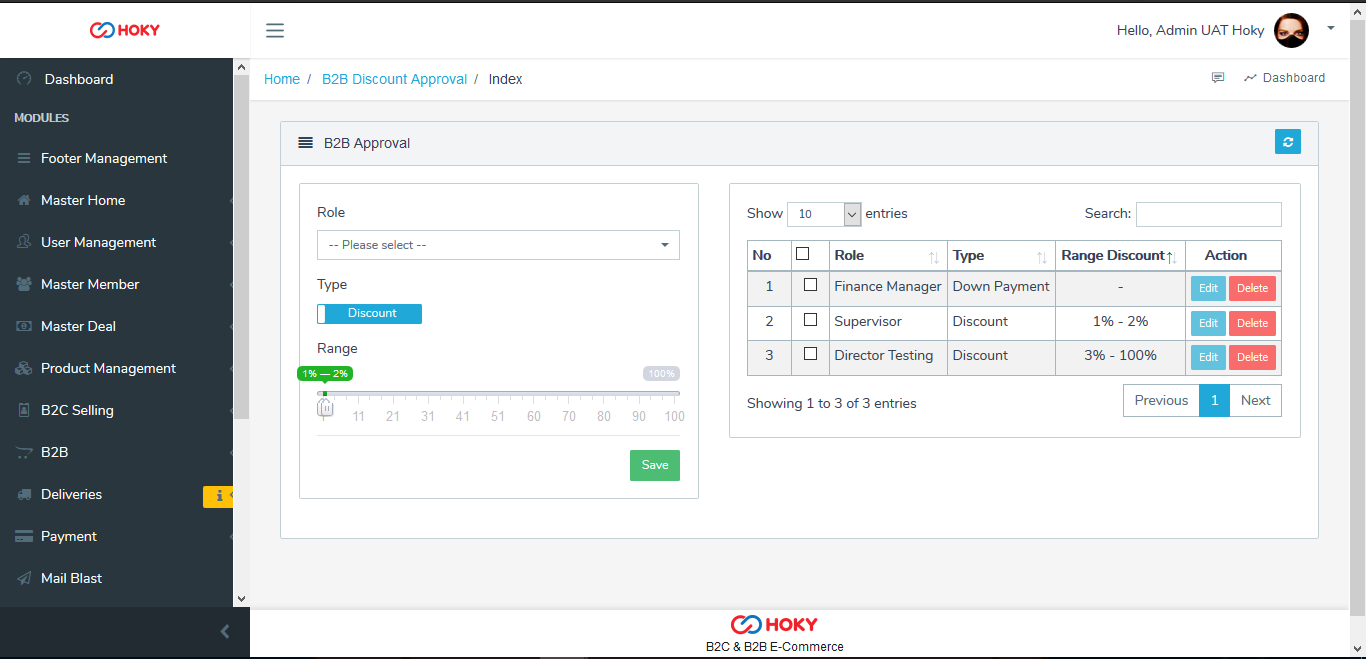 HOKY
Hello, Admin UAT Hoky
Dashboard
MODULES
Footer Management
Master Home
User Management
Master Member
Master Deal
Product Management
B2C Selling
B2B
Deliveries
Payment
Mail Blast
Home / B2B Discount Approval / Index
Dashboard
B2B Approval
Role
-- Please select --
Type
Discount
Range
1% — 2% 100%
1 11 21 31 41 51 60 70 80 90 100
Save
Show 10 entries Search:
No Role Type Range Discount Action
1 Finance Manager Down Payment - Edit Delete
2 Supervisor Discount 1% - 2% Edit Delete
3 Director Testing Discount 3% - 100% Edit Delete
Showing 1 to 3 of 3 entries Previous 1 Next
HOKY
B2C & B2B E-Commerce